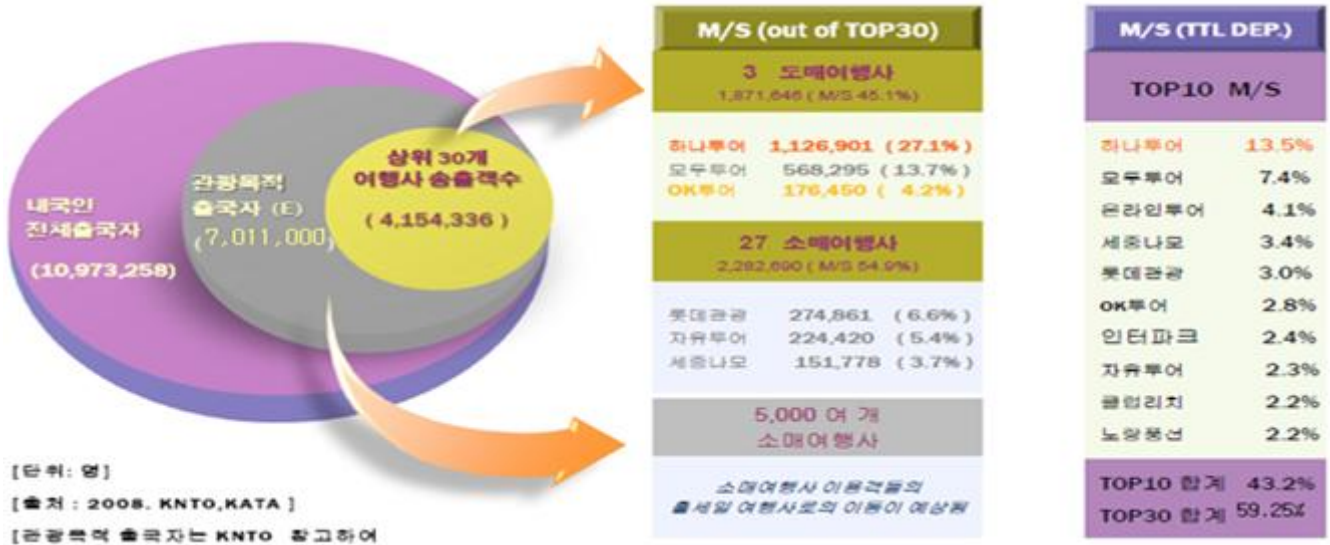 내국인
전체출국자
(10,973,258)
관광목적
출국자 (E)
(7,011,000)
상위 30개
여행사 송출객수
( 4,154,336 )
[단위: 명]
[출처 : 2008. KNTO,KATA ]
[관광목적 출국자는 KNTO 참고하여
M/S (out of TOP30)
3 도매여행사
1,871,646 ( M/S 45.1%)
하나투어 1,126,901 ( 27.1% )
모두투어 568,295 ( 13.7% )
OK투어 176,450 ( 4.2% )
27 소매여행사
2,282,690 ( M/S 54.9%)
롯데관광 274,861 ( 6.6% )
자유투어 224,420 ( 5.4% )
세중나모 151,778 ( 3.7% )
5,000 여 개
소매여행사
소매여행사 이용객들의
홀세일 여행사로의 이동이 예상됨
M/S (TTL DEP.)
TOP10 M/S
하나투어 13.5%
모두투어 7.4%
온라인투어 4.1%
세중나모 3.4%
롯데관광 3.0%
OK투어 2.8%
인터파크 2.4%
자유투어 2.3%
클럽리치 2.2%
노랑풍선 2.2%
TOP10 합계 43.2%
TOP30 합계 59.25%